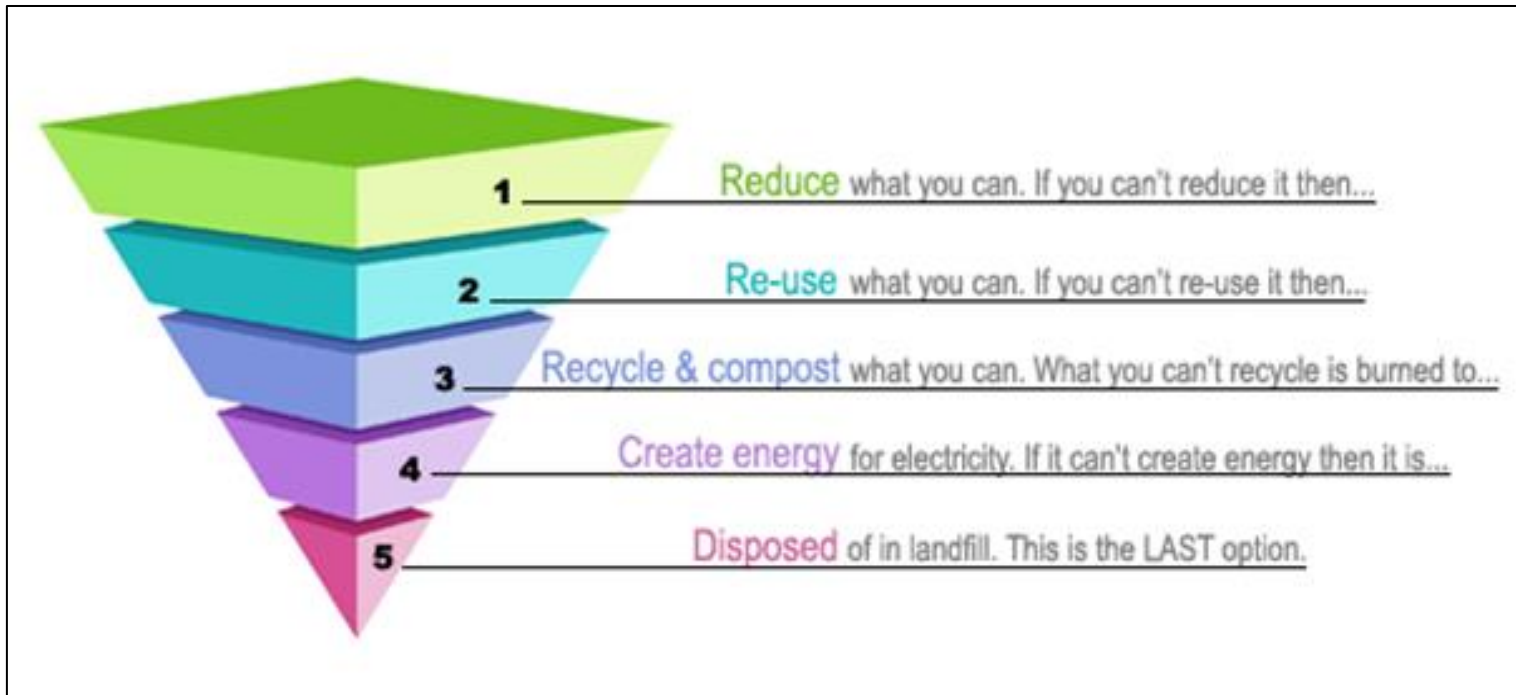 1 Reduce what you can. If you can't reduce it then...
2 Re-use what you can. If you can't re-use it then...
3 Recycle & compost what you can. What you can't recycle is burned to...
4 Create energy for electricity. If it can't create energy then it is...
5 Disposed of in landfill. This is the LAST option.